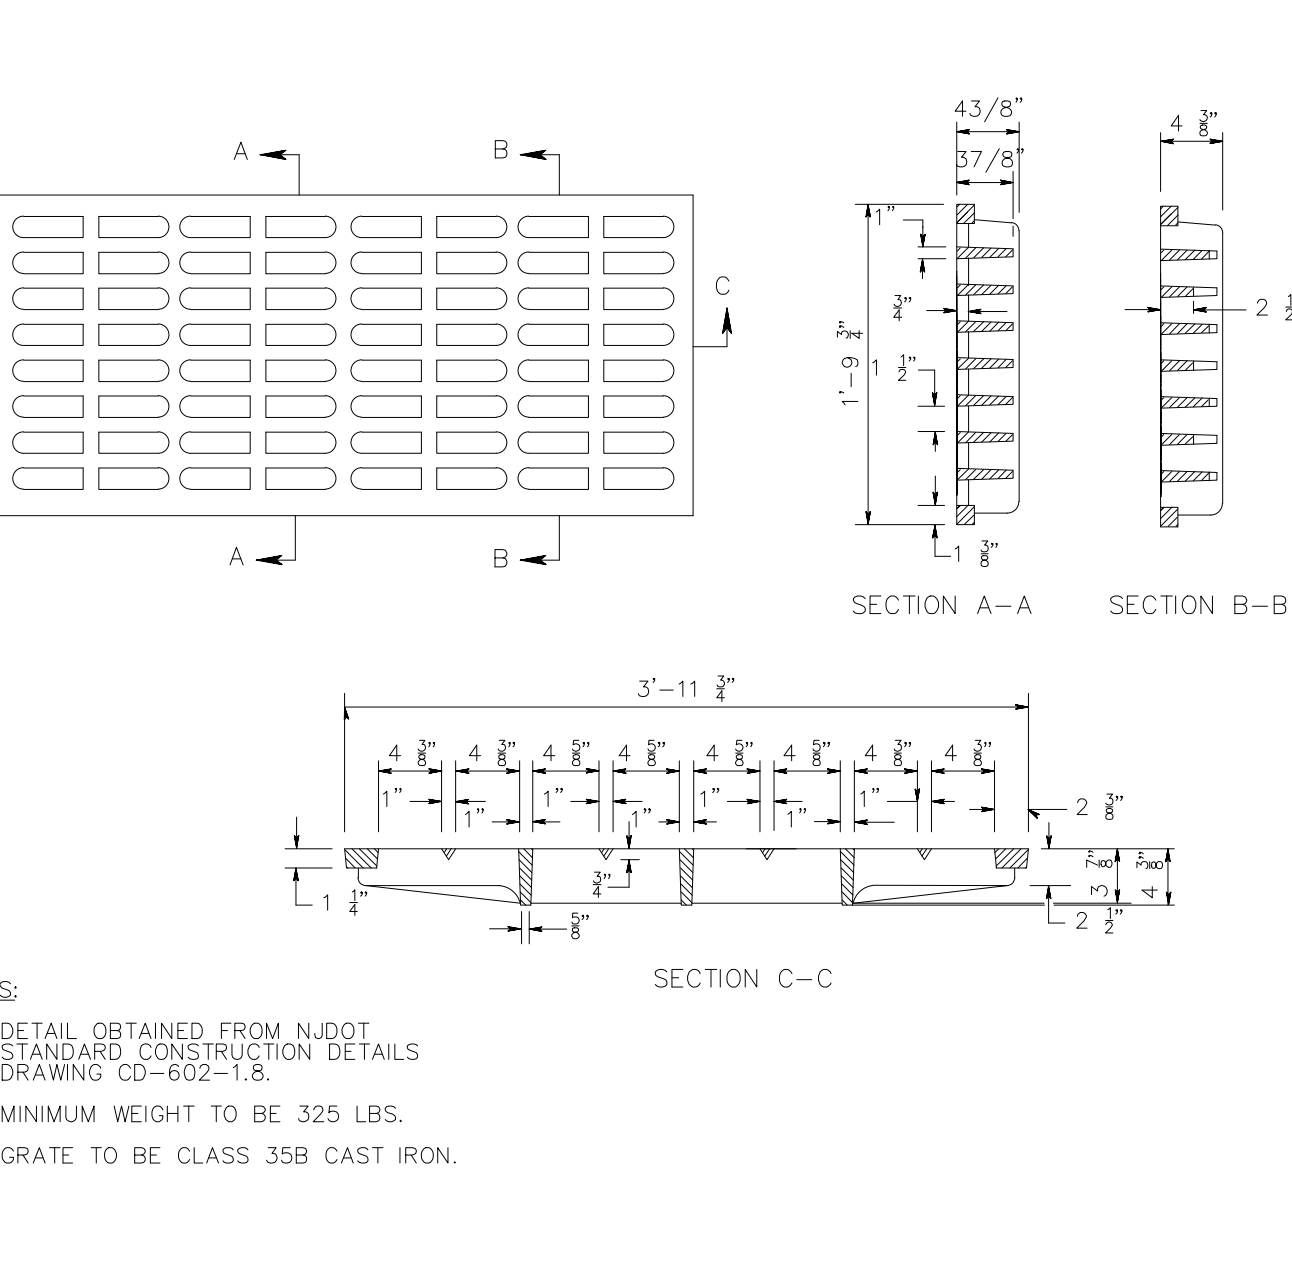 A
B
43/8"
37/8"
4 3/8"
1"
C
3/4"
1'-9 3/4"
1 1/2"
2 1/2
A
B
1 3/8"
SECTION A-A
SECTION B-B
3'-11 3/4"
4 3/8"
4 3/8"
4 5/8"
4 5/8"
4 5/8"
4 5/8"
4 3/8"
4 3/8"
1"
1"
1"
1"
1"
1"
1"
2 3/8"
1 1/4"
3/4"
5/8"
3 7/8"
4 3/8"
2 1/2"
SECTION C-C
S:
DETAIL OBTAINED FROM NJDOT
STANDARD CONSTRUCTION DETAILS
DRAWING CD-602-1.8.
MINIMUM WEIGHT TO BE 325 LBS.
GRATE TO BE CLASS 35B CAST IRON.